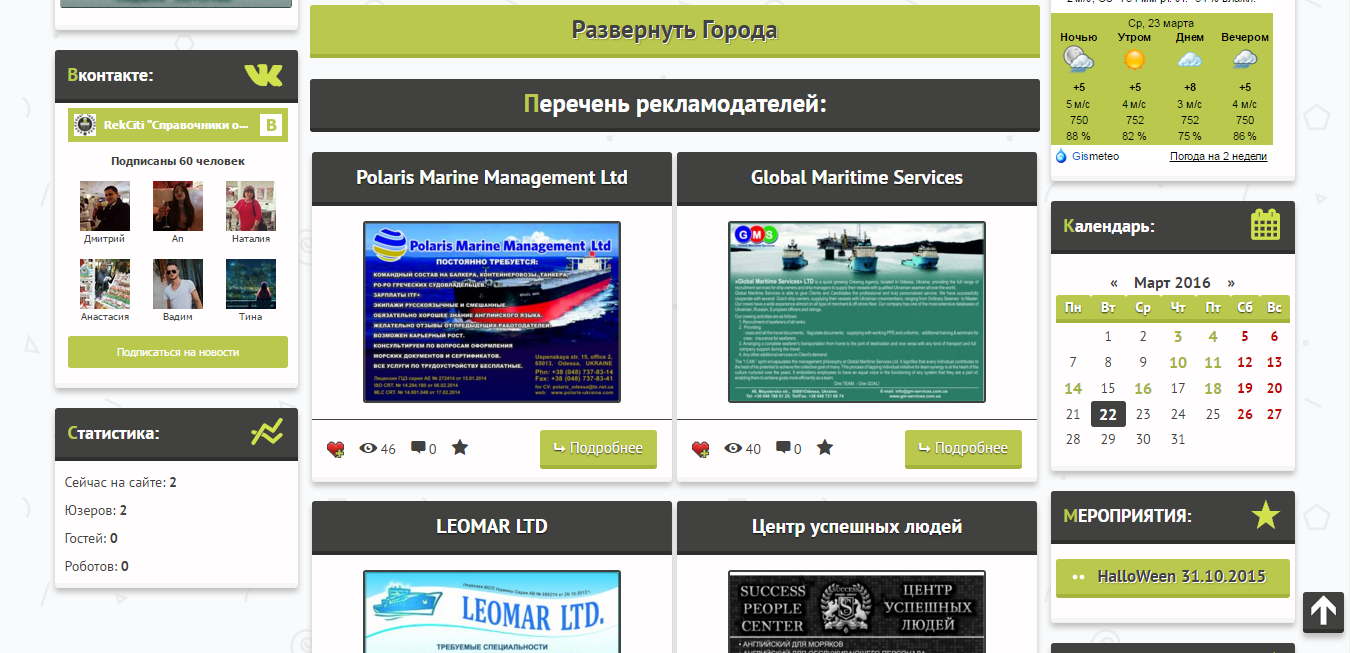 Вконтакте:
RekCiti "Справочники о...
В
Подписаны 60 человек
Дмитрий An Наталия
Анастасия Вадим Тина
Подписаться на новости
Статистика:
Сейчас на сайте: 2
Юзеров: 2
Гостей: 0
Роботов: 0
Развернуть Города
Перечень рекламодателей:
Polaris Marine Management Ltd
Polaris Marine Management Ltd
ПОСТОЯННО ТРЕБУЕТСЯ:
КОМАНДНЫЙ СОСТАВ НА БАЛКЕРА, КОНТЕЙНЕРОВОЗЫ, ТАНКЕРА,
РО-РО ГРЕЧЕСКИХ СУДОВЛАДЕЛЬЦЕВ.
ЗАРПЛАТЫ ITF+
ЭКИПАЖИ РУССКОЯЗЫЧНЫЕ И СМЕШАННЫЕ.
ОБЯЗАТЕЛЬНО ХОРОШЕЕ ЗНАНИЕ АНГЛИЙСКОГО ЯЗЫКА.
ЖЕЛАТЕЛЬНО ОТЗЫВЫ ОТ ПРЕДЫДУЩИХ РАБОТОДАТЕЛЕЙ.
ВОЗМОЖЕН КАРЬЕРНЫЙ РОСТ.
КОНСУЛЬТИРУЕМ ПО ВОПРОСАМ ОФОРМЛЕНИЯ
МОРСКИХ ДОКУМЕНТОВ И СЕРТИФИКАТОВ.
ВСЕ УСЛУГИ ПО ТРУДОУСТРОЙСТВУ БЕСПЛАТНЫЕ.
Uspenskaya str. 15, office 2,
65013, Odessa, UKRAINE
Phn: +38 (048) 737-83-14
Fax: +38 (048) 737-83-41
46 0 Подробнее
Global Maritime Services
GMS
40 0 Подробнее
LEOMAR LTD
LEOMAR LTD.
ТРЕБУЕМЫЕ СПЕЦИАЛЬНОСТИ
Центр успешных людей
SUCCESS
PEOPLE
CENTER
ЦЕНТР
УСПЕШНЫХ
ЛЮДЕЙ
• АНГЛИЙСКИЙ ДЛЯ МОРЯКОВ
Ср, 23 марта
Ночью Утром Днем Вечером
+5 +5 +8 +5
5 м/с 4 м/с 3 м/с 4 м/с
750 752 752 750
88 % 82 % 75 % 86 %
Gismeteo Погода на 2 недели
Календарь:
« Март 2016 »
Пн Вт Ср Чт Пт Сб Вс
1 2 3 4 5 6
7 8 9 10 11 12 13
14 15 16 17 18 19 20
21 22 23 24 25 26 27
28 29 30 31
МЕРОПРИЯТИЯ:
HalloWeen 31.10.2015